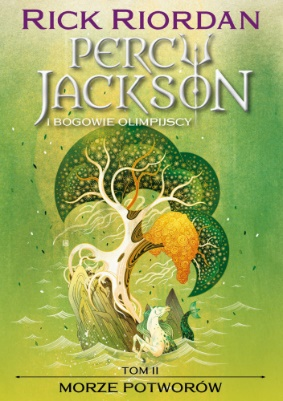 RICK RIORDAN
PERCY
JACKSON
I BOGOWIE OLIMPIJSCY
TOM II
MORZE POTWORÓW